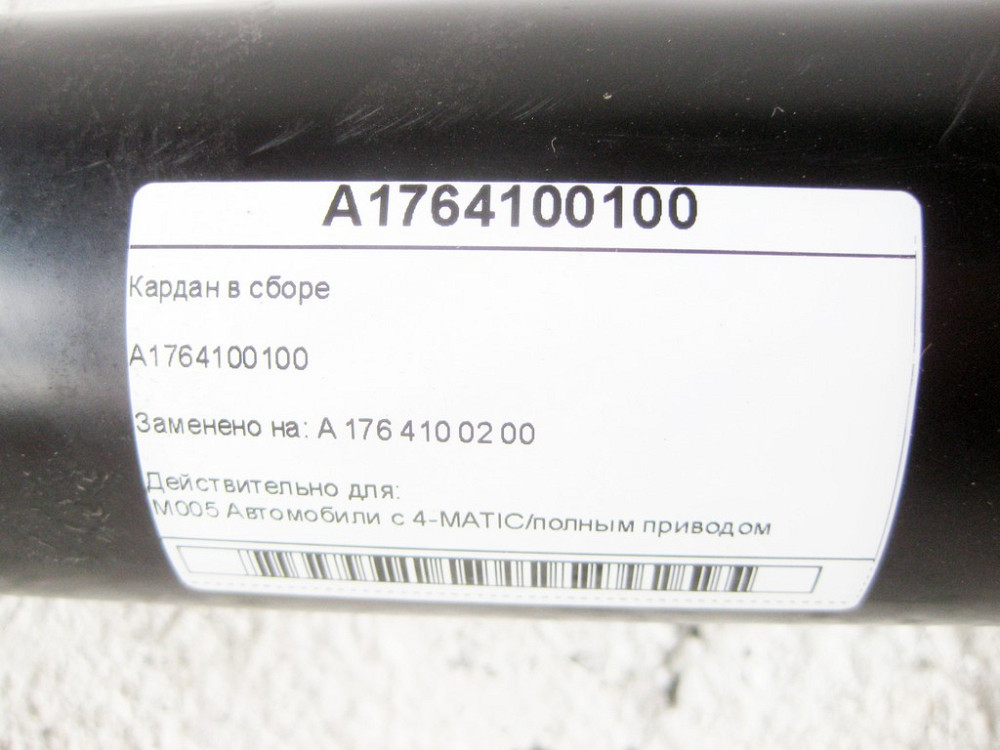 A1764100100
Кардан в сборе
A1764100100
Заменено на: A 176 410 02 00
Действительно для:
M005 Автомобили с 4-MATIC/полным приводом